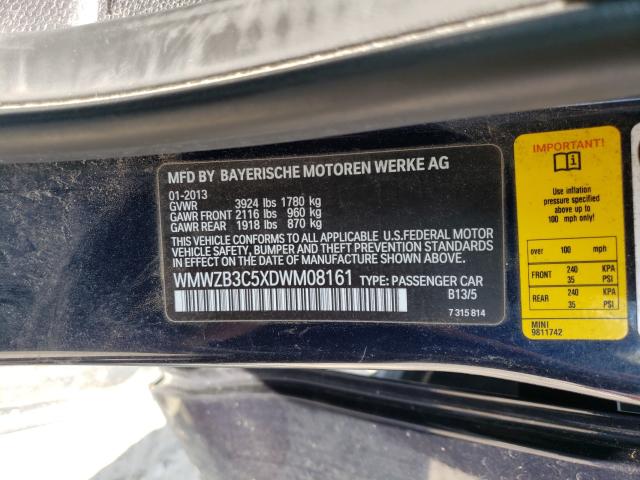 MFD BY BAYERISCHE MOTOREN WERKE AG
01-2013
GVWR 3924 lbs 1780 kg
GAWR FRONT 2116 lbs 960 kg
GAWR REAR 1918 lbs 870 kg
THIS VEHICLE CONFORMS TO ALL APPLICABLE U.S.FEDERAL MOTOR
VEHICLE SAFETY, BUMPER AND THEFT PREVENTION STANDARDS
IN EFFECT ON THE DATE OF MANUFACTURE SHOWN ABOVE.
WMWZB3C5XDWM08161 TYPE: PASSENGER CAR
B13/5
7 315 814
IMPORTANT!
Use inflation
pressure specified
above up to
100 mph only!
over 100 mph
FRONT 240 KPA
35 PSI
REAR 240 KPA
35 PSI
MINI
9811742